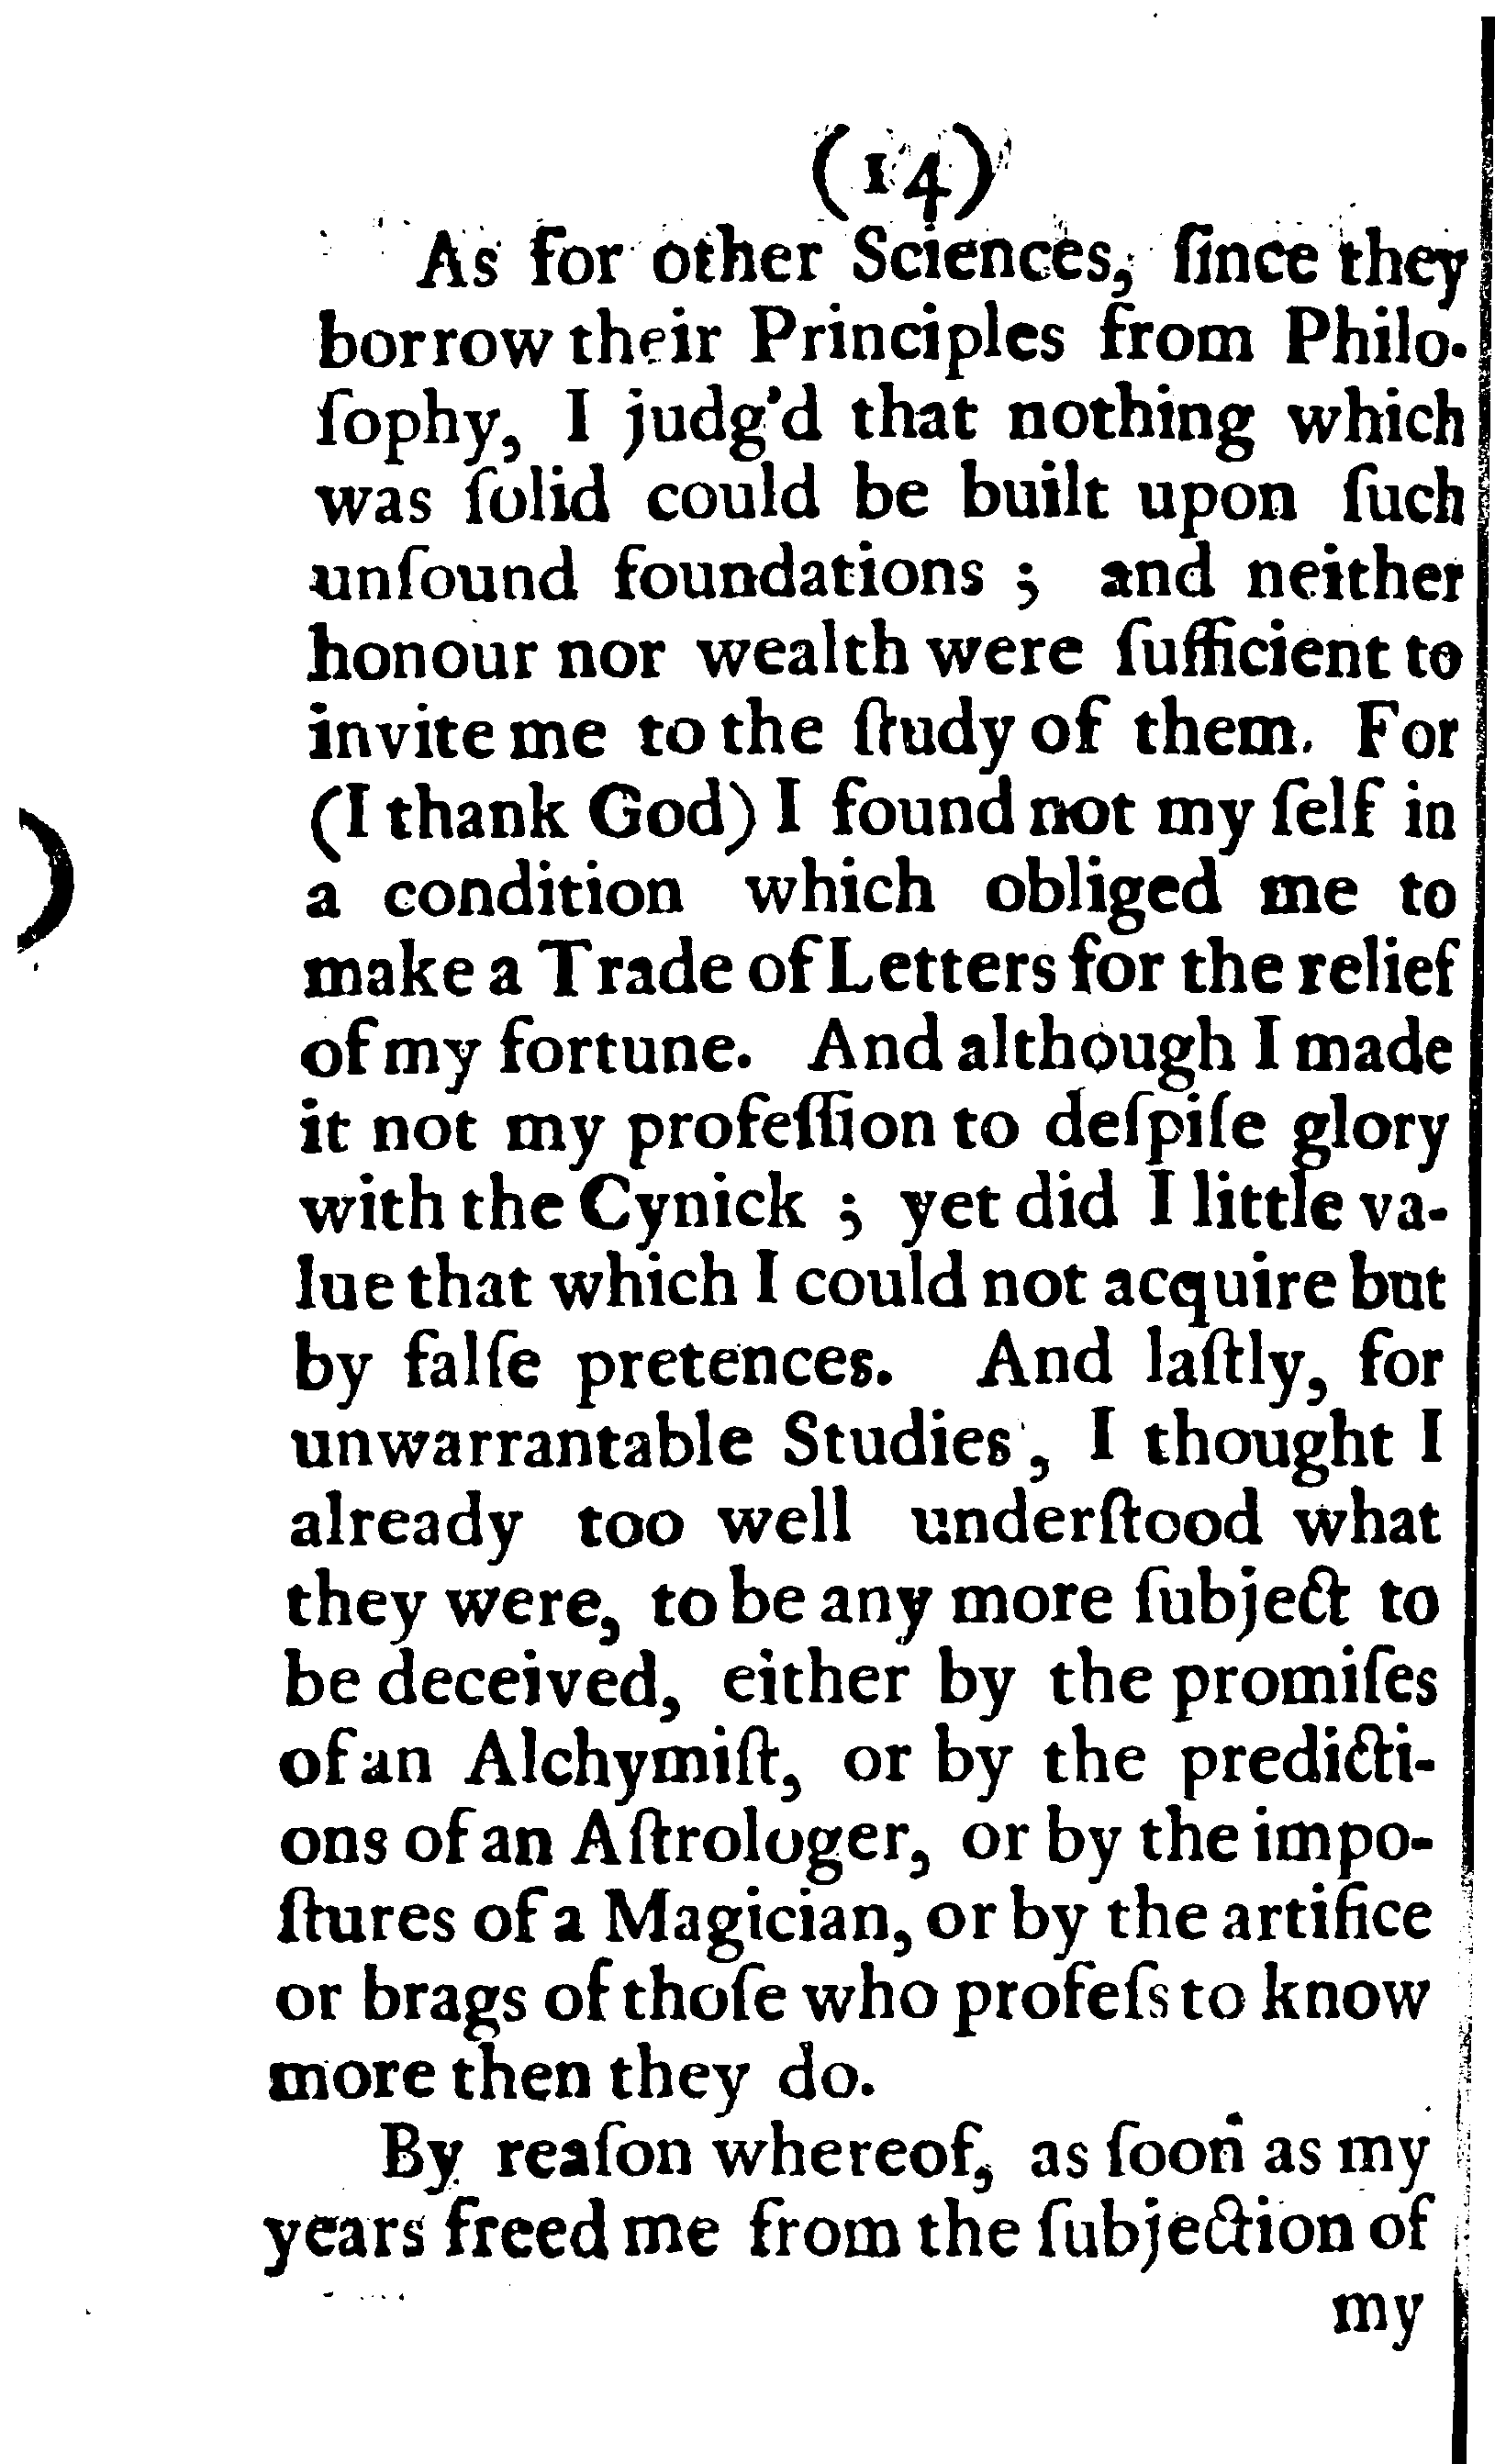 (14)
As for other Sciences, ſince they
borrow their Principles from Philo-
ſophy, I judg'd that nothing which
was ſolid could be built upon ſuch
unſound foundations ; and neither
honour nor wealth were ſufficient to
invite me to the ſtudy of them. For
(I thank God) I found not my ſelf in
a condition which obliged me to
make a Trade of Letters for the relief
of my fortune. And although I made
it not my profeſſion to deſpiſe glory
with the Cynick ; yet did I little va-
lue that which I could not acquire but
by falſe pretences. And laſtly, for
unwarrantable Studies, I thought I
already too well underſtood what
they were, to be any more ſubject to
be deceived, either by the promiſes
of an Alchymiſt, or by the predicti-
ons of an Aſtrologer, or by the impo-
ſtures of a Magician, or by the artifice
or brags of thoſe who profeſs to know
more then they do.
By reaſon whereof, as ſoon as my
years freed me from the ſubjection of
my